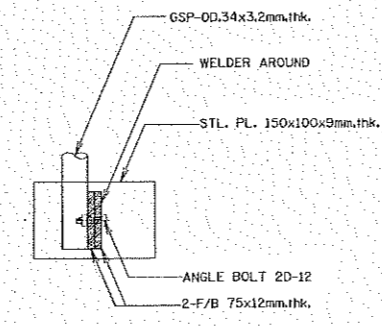 GSP-OD.34x3.2mm.thk.
WELDER AROUND
STL. PL. 150x100x9mm.thk.
ANGLE BOLT 2D-12
2-F/B 75x12mm.thk.